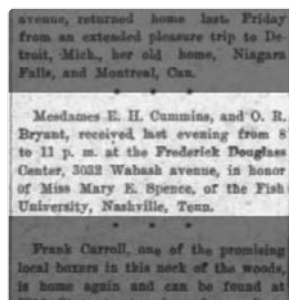 avenue, returned home last Friday
from an extended pleasure trip to De-
troit, Mich., her old home, Niagara
Falls, and Montreal, Can.
Mesdames E. H. Cummins, and O. R.
Bryant, received last evening from 8
to 11 p. m. at the Frederick Douglass
Center, 3032 Wabash avenue, in honor
of Miss Mary E. Spence, of the Fish
University, Nashville, Tenn.
Frank Carroll, one of the promising
local boxers in this neck of the woods,
is home again and can be found at